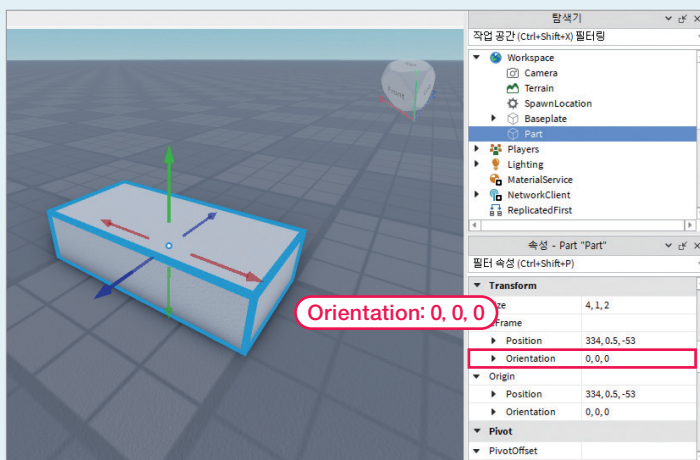 탐색기
작업 공간 (Ctrl+Shift+X) 필터링
Workspace
Camera
Terrain
SpawnLocation
Baseplate
Part
Players
Lighting
MaterialService
NetworkClient
ReplicatedFirst
Front
속성 - Part "Part"
필터 속성 (Ctrl+Shift+P)
Transform
ze 4, 1, 2
Frame
Position 334, 0.5, -53
Orientation 0, 0, 0
Orientation: 0, 0, 0
Origin
Position 334, 0.5, -53
Orientation 0, 0, 0
Pivot
PivotOffset